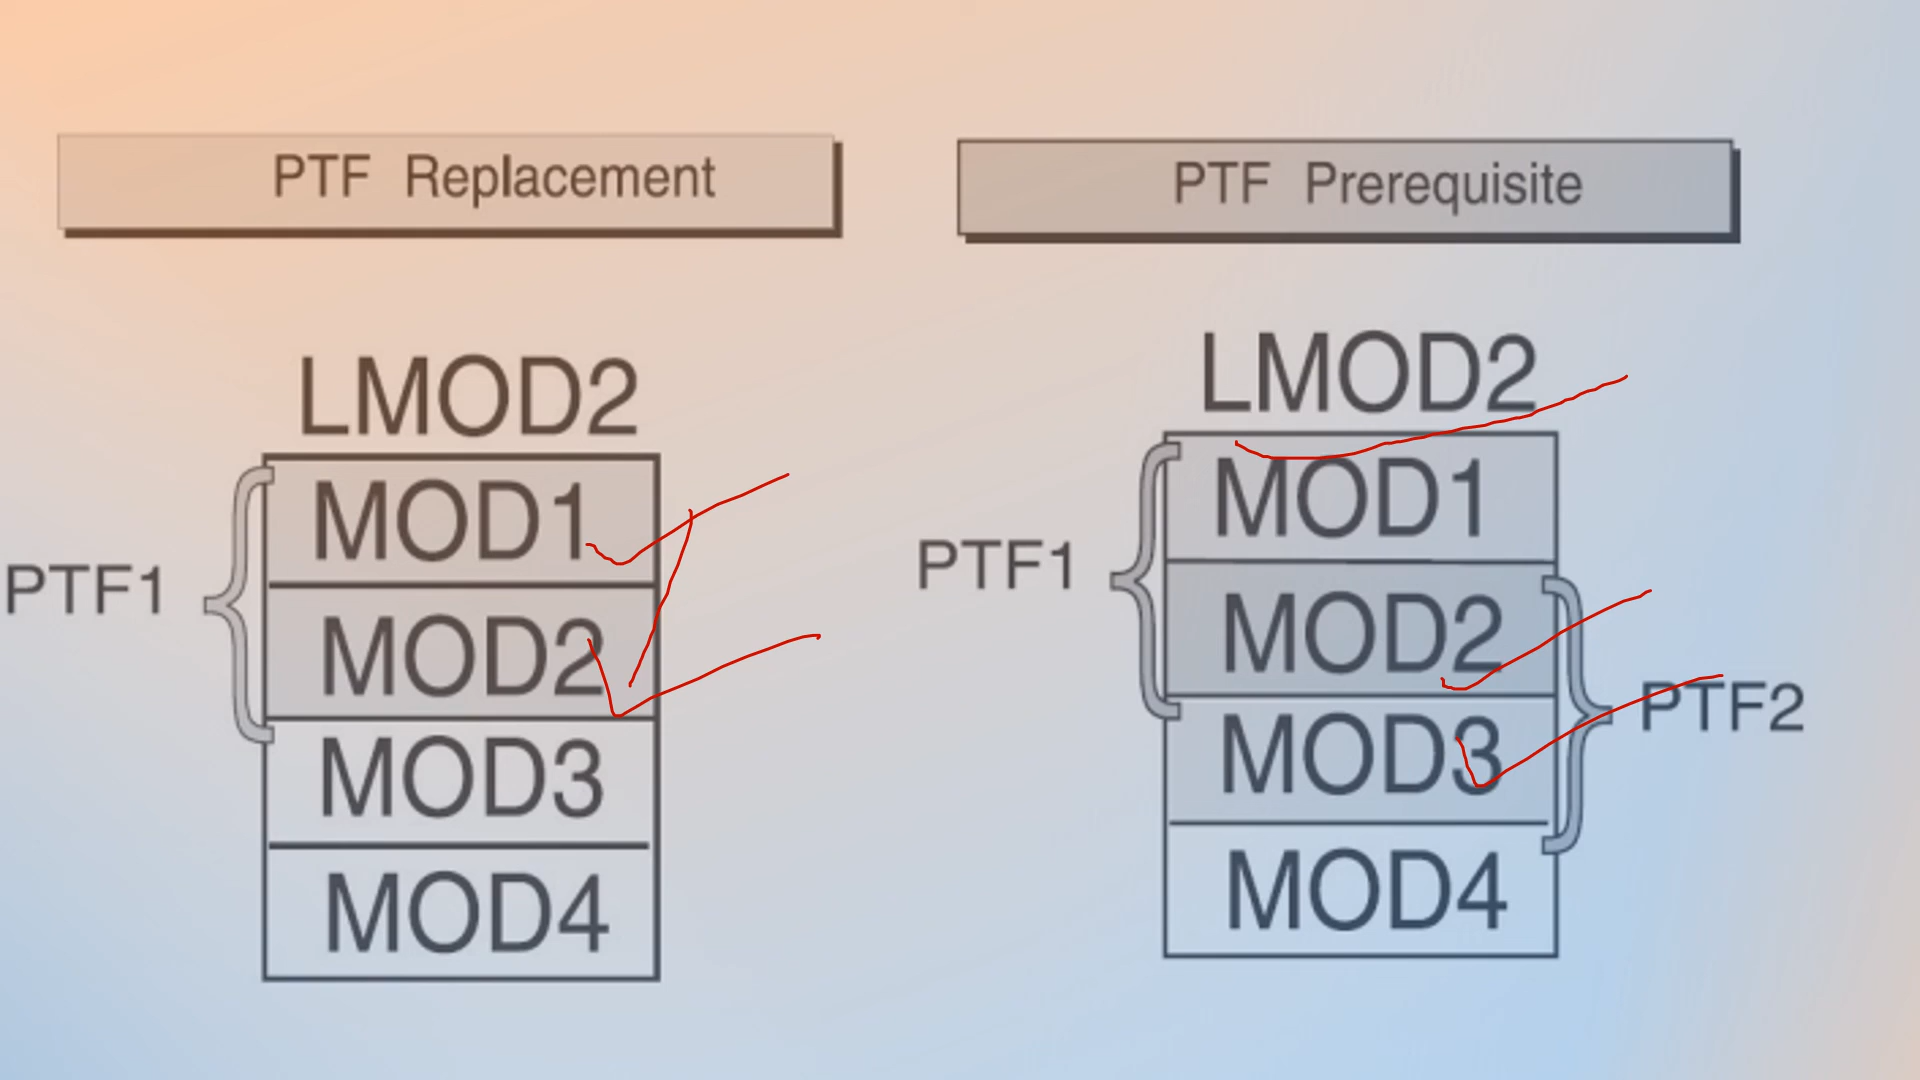 PTF Replacement
LMOD2
MOD1
PTF1
MOD2
MOD3
MOD4
PTF Prerequisite
LMOD2
MOD1
PTF1
MOD2
PTF2
MOD3
MOD4